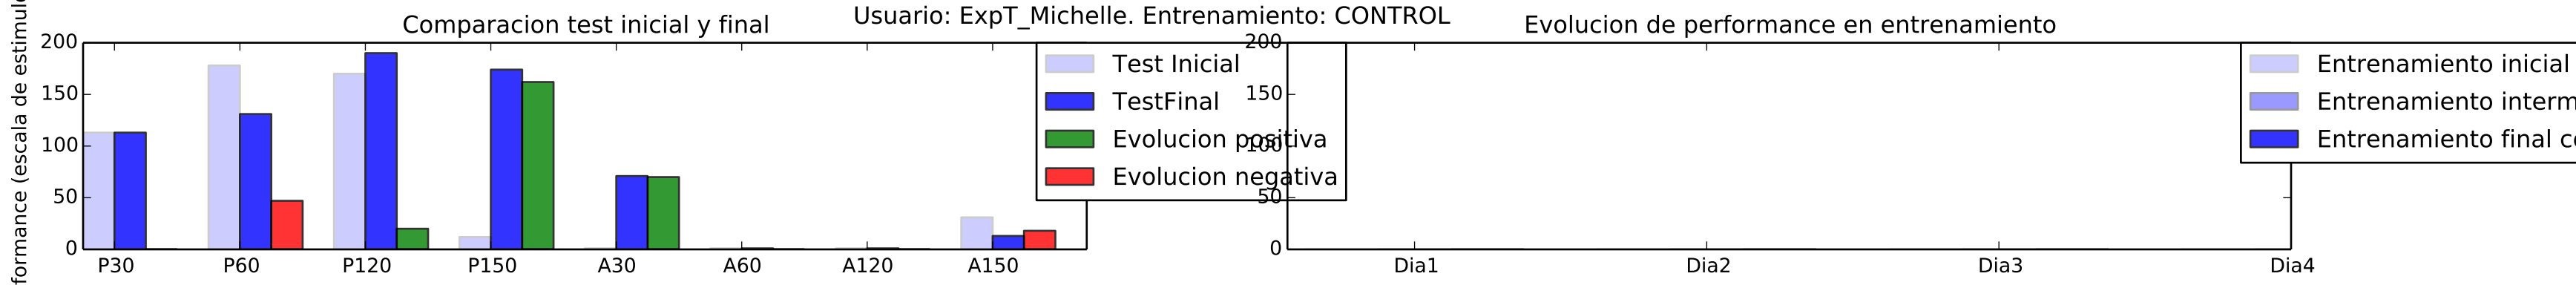 Usuario: ExpT_Michelle. Entrenamiento: CONTROL
Comparacion test inicial y final
formance (escala de estimulo
200
150
100
50
0
P30 P60 P120 P150 A30 A60 A120 A150
Test Inicial
TestFinal
Evolucion positiva
Evolucion negativa
Evolucion de performance en entrenamiento
200
150
100
50
0
Dia1 Dia2 Dia3 Dia4
Entrenamiento inicial
Entrenamiento interm
Entrenamiento final c